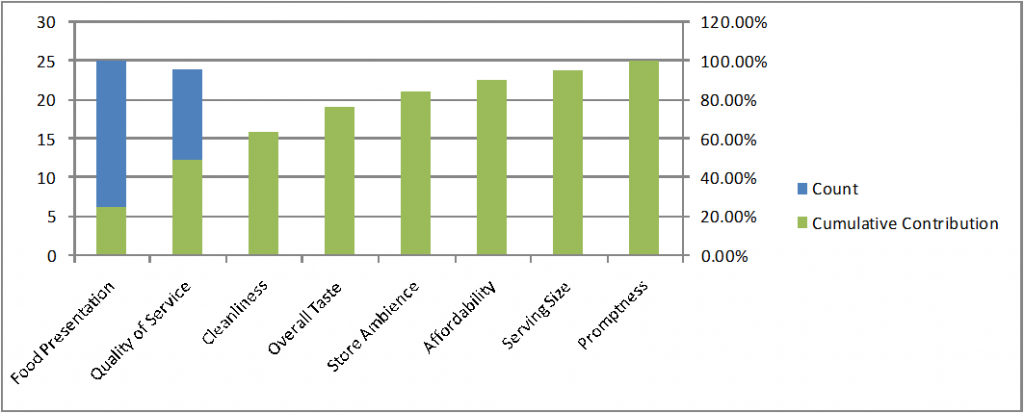 30
25
20
15
10
5
0
120.00%
100.00%
80.00%
60.00%
40.00%
20.00%
0.00%
Food Presentation
Quality of Service
Cleanliness
Overall Taste
Store Ambience
Affordability
Serving Size
Promptness
Count
Cumulative Contribution